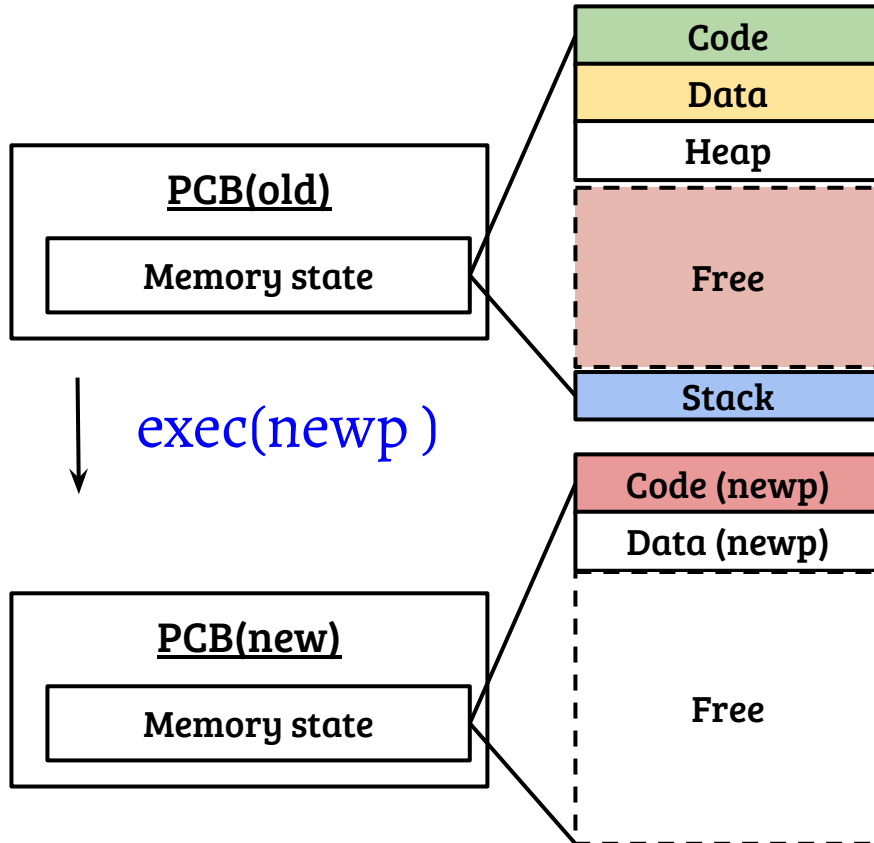 Code
Data
Heap
PCB(old)
Memory state
Free
Stack
exec(newp )
Code (newp)
Data (newp)
PCB(new)
Memory state
Free